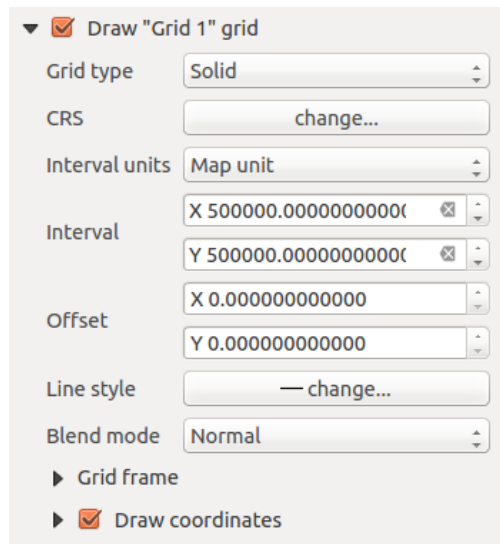 Draw "Grid 1" grid
Grid type Solid
CRS change...
Interval units Map unit
Interval
X 500000.0000000000(
Y 500000.0000000000(
Offset
X 0.000000000000
Y 0.000000000000
Line style change...
Blend mode Normal
Grid frame
Draw coordinates